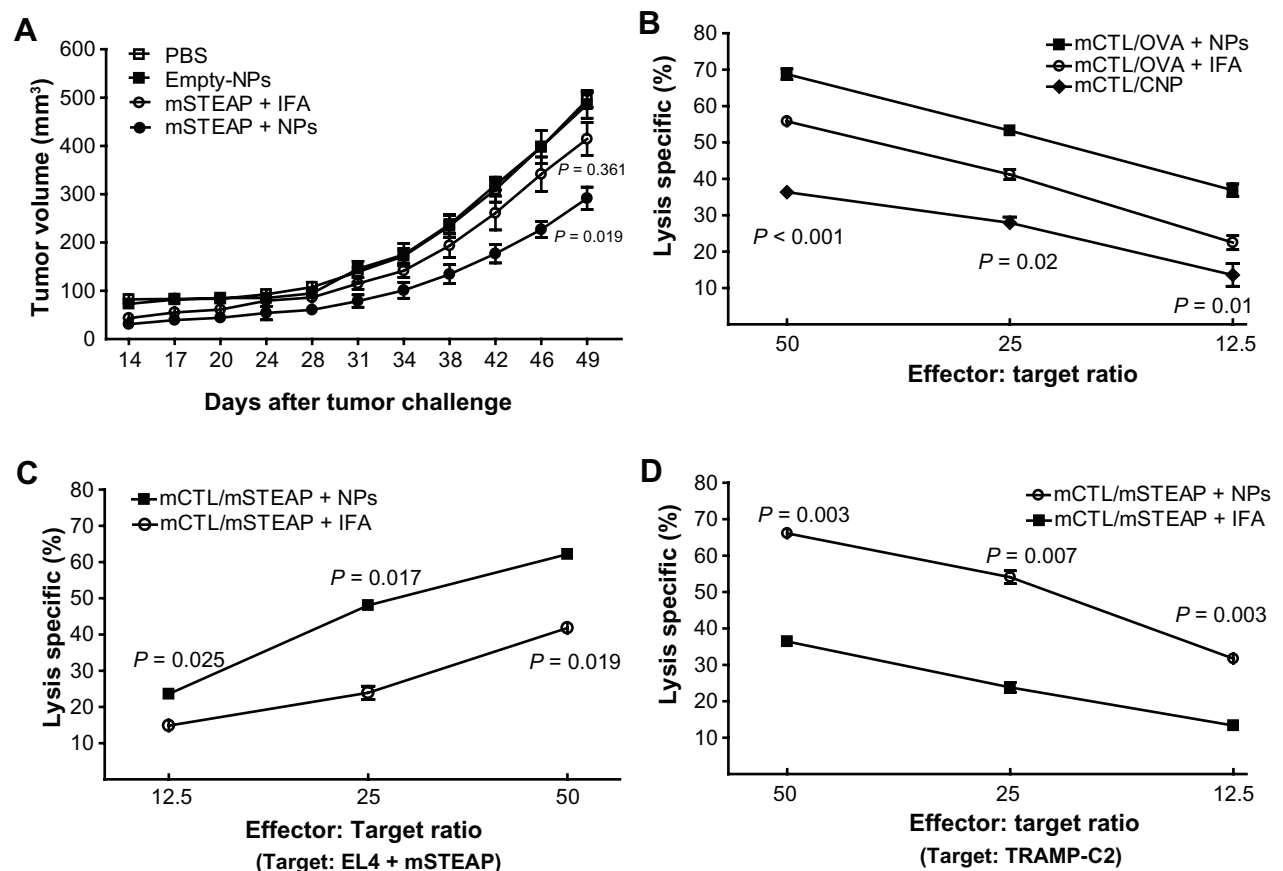 A
Tumor volume (mm³)
600
500
400
300
200
100
0
PBS
Empty-NPs
mSTEAP + IFA
mSTEAP + NPs
P = 0.361
P = 0.019
14 17 20 24 28 31 34 38 42 46 49
Days after tumor challenge
B
Lysis specific (%)
80
70
60
50
40
30
20
10
mCTL/OVA + NPs
mCTL/OVA + IFA
mCTL/CNP
P < 0.001
P = 0.02
P = 0.01
50 25 12.5
Effector: target ratio
C
Lysis specific (%)
80
70
60
50
40
30
20
10
mCTL/mSTEAP + NPs
mCTL/mSTEAP + IFA
P = 0.025
P = 0.017
P = 0.019
12.5 25 50
Effector: Target ratio
(Target: EL4 + mSTEAP)
D
Lysis specific (%)
80
70
60
50
40
30
20
10
mCTL/mSTEAP + NPs
mCTL/mSTEAP + IFA
P = 0.003
P = 0.007
P = 0.003
50 25 12.5
Effector: target ratio
(Target: TRAMP-C2)